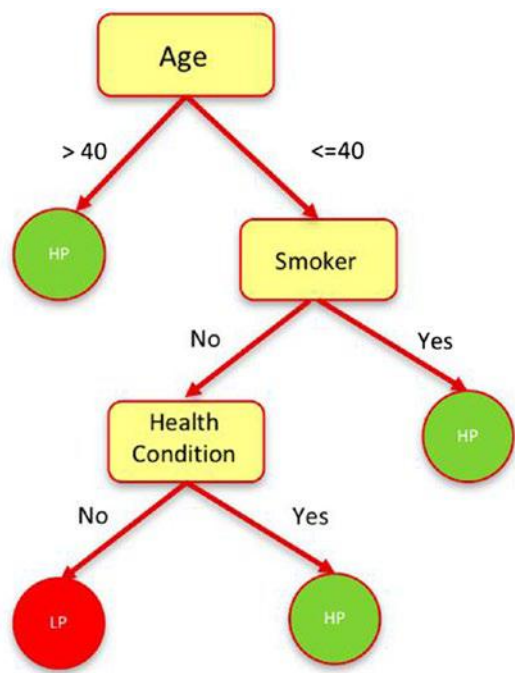 Age
> 40
<=40
HP
Smoker
No
Yes
Health
Condition
HP
No
Yes
LP
HP